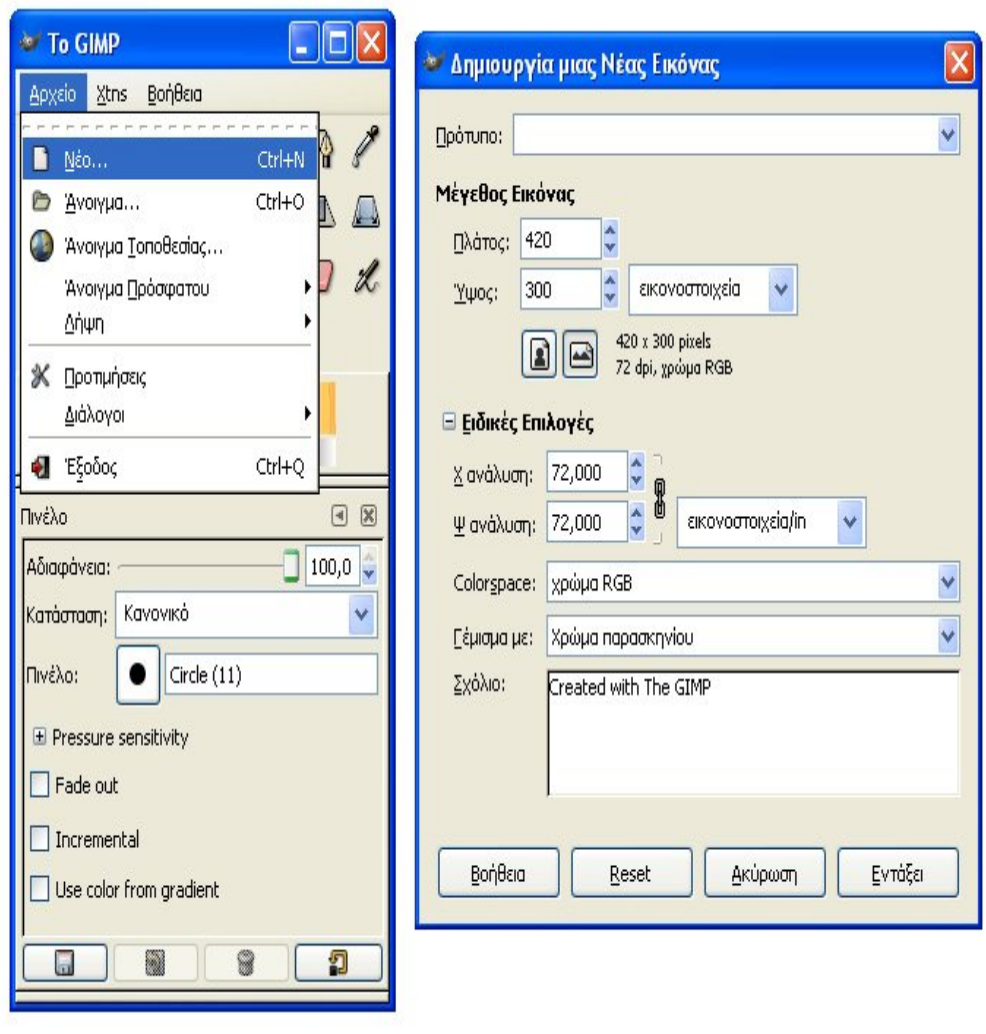 Το GIMP
Αρχείο Xtns Βοήθεια
Νέο... Ctrl+N
Άνοιγμα... Ctrl+O
Άνοιγμα Τοποθεσίας...
Άνοιγμα Πρόσφατου
Λήψη
Προτιμήσεις
Διάλογοι
Έξοδος Ctrl+Q
Πινέλο
Αδιαφάνεια: 100,0
Κατάσταση: Κανονικό
Πινέλο: Circle (11)
Pressure sensitivity
Fade out
Incremental
Use color from gradient
Δημιουργία μιας Νέας Εικόνας
Πρότυπο:
Μέγεθος Εικόνας
Πλάτος: 420
Ύψος: 300 εικονοστοιχεία
420 x 300 pixels
72 dpi, χρώμα RGB
Ειδικές Επιλογές
Χ ανάλυση: 72,000
Ψ ανάλυση: 72,000 εικονοστοιχεία/in
Colorspace: χρώμα RGB
Γέμισμα με: Χρώμα παρασκηνίου
Σχόλιο: Created with The GIMP
Βοήθεια Reset Ακύρωση Εντάξει